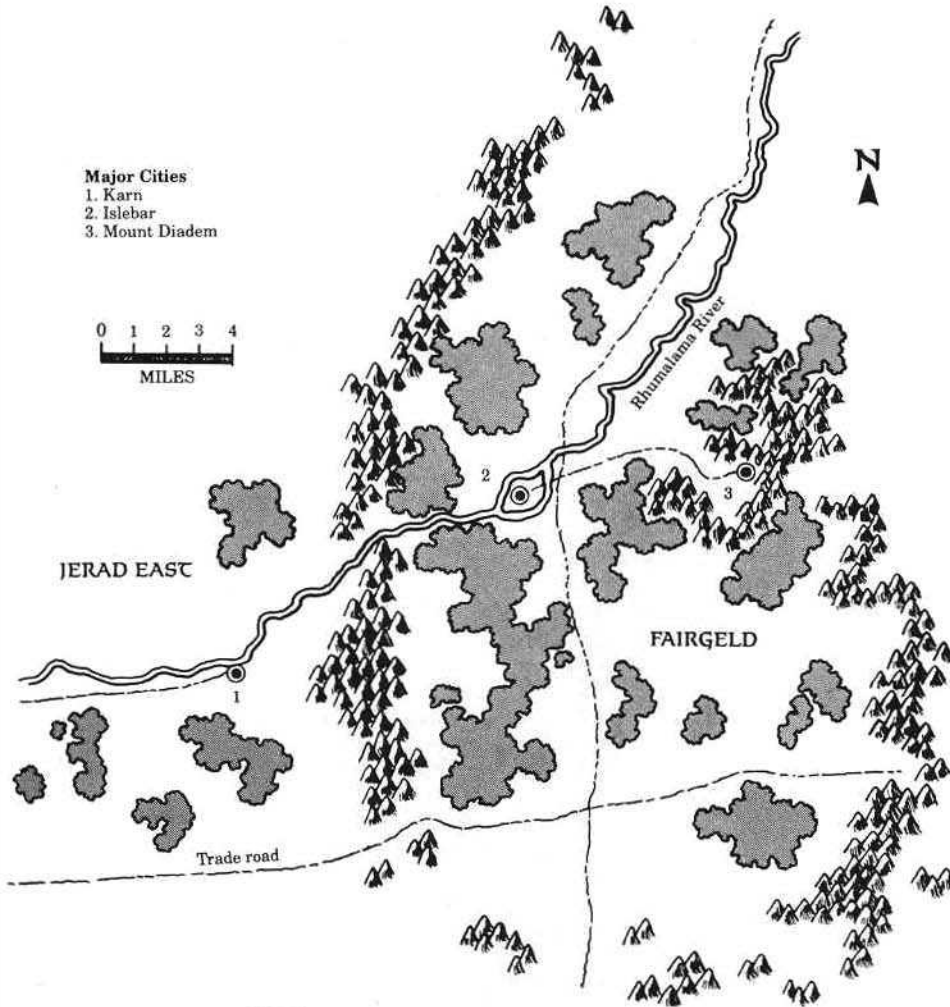 Major Cities
1. Karn
2. Islebar
3. Mount Diadem
N
0 1 2 3 4
MILES
Rhumalama River
2
3
JERAD EAST
FAIRGELD
1
Trade road